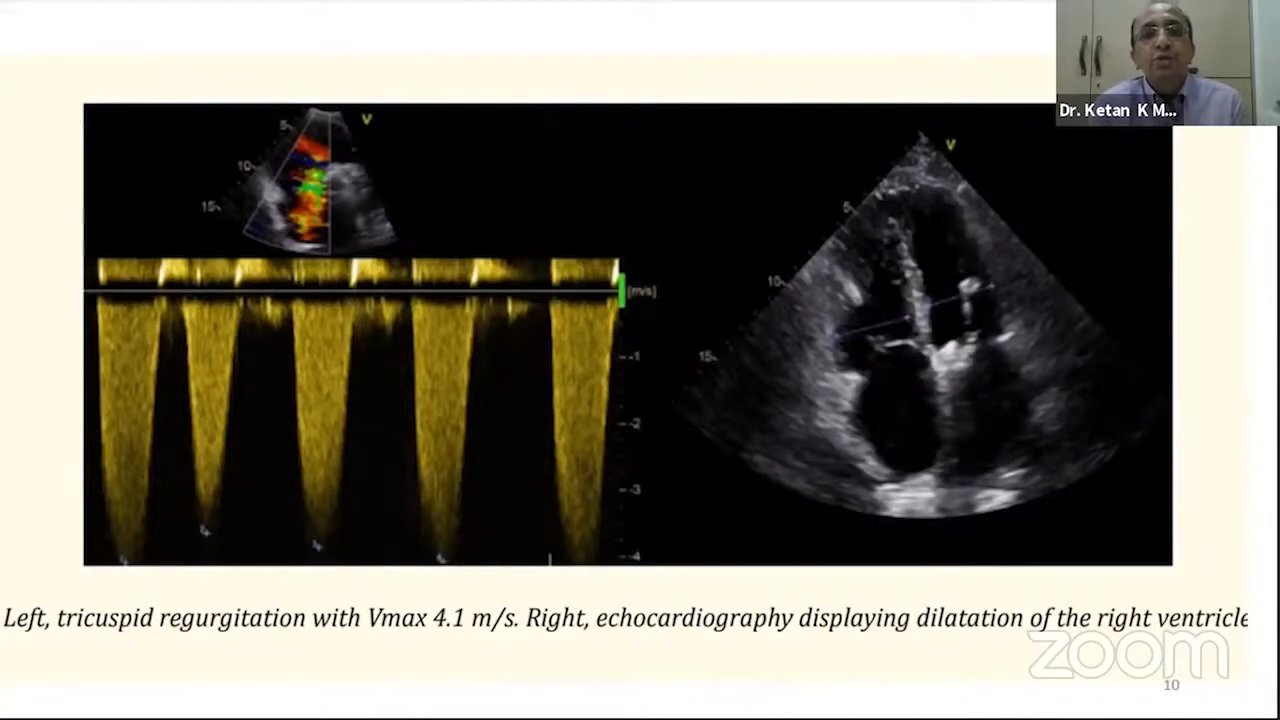 Dr. Ketan K M...
V
5
10
15
[m/s]
-1
-2
-3
-4
V
5
10
15
Left, tricuspid regurgitation with Vmax 4.1 m/s. Right, echocardiography displaying dilatation of the right ventricle
zoom
10